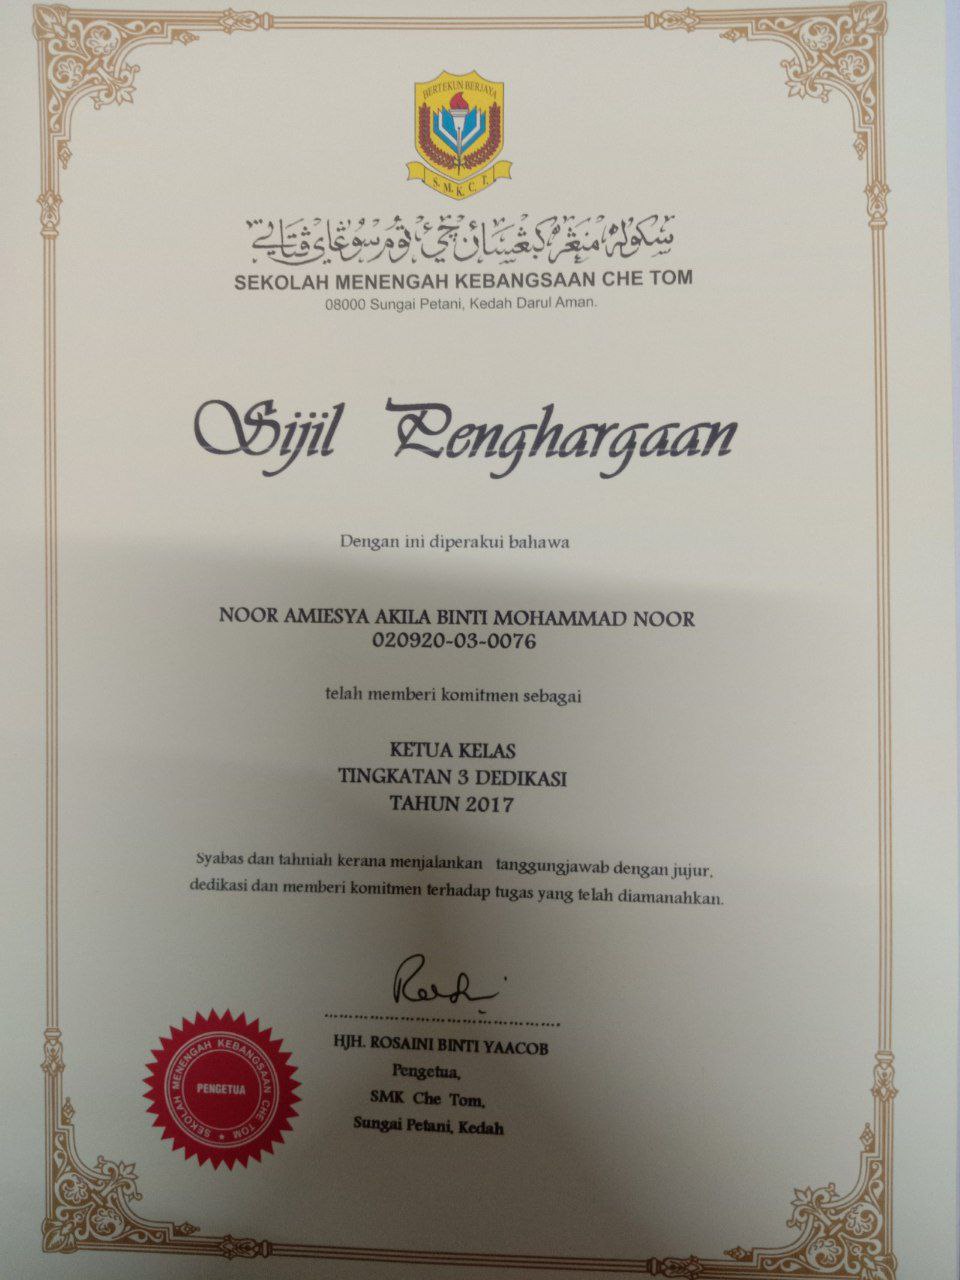 BERTEKUN BERJAYA
S. M. K. C. T.
سکوله منڠه كبڠسان چئ توم سوڠاي ڤتاني
SEKOLAH MENENGAH KEBANGSAAN CHE TOM
08000 Sungai Petani, Kedah Darul Aman.
Sijil Penghargaan
Dengan ini diperakui bahawa
NOOR AMIESYA AKILA BINTI MOHAMMAD NOOR
020920-03-0076
telah memberi komitmen sebagai
KETUA KELAS
TINGKATAN 3 DEDIKASI
TAHUN 2017
Syabas dan tahniah kerana menjalankan tanggungjawab dengan jujur,
dedikasi dan memberi komitmen terhadap tugas yang telah diamanahkan.
HJH. ROSAINI BINTI YAACOB
Pengetua,
SMK Che Tom,
Sungai Petani, Kedah
SEKOLAH MENENGAH KEBANGSAAN CHE TOM
PENGETUA